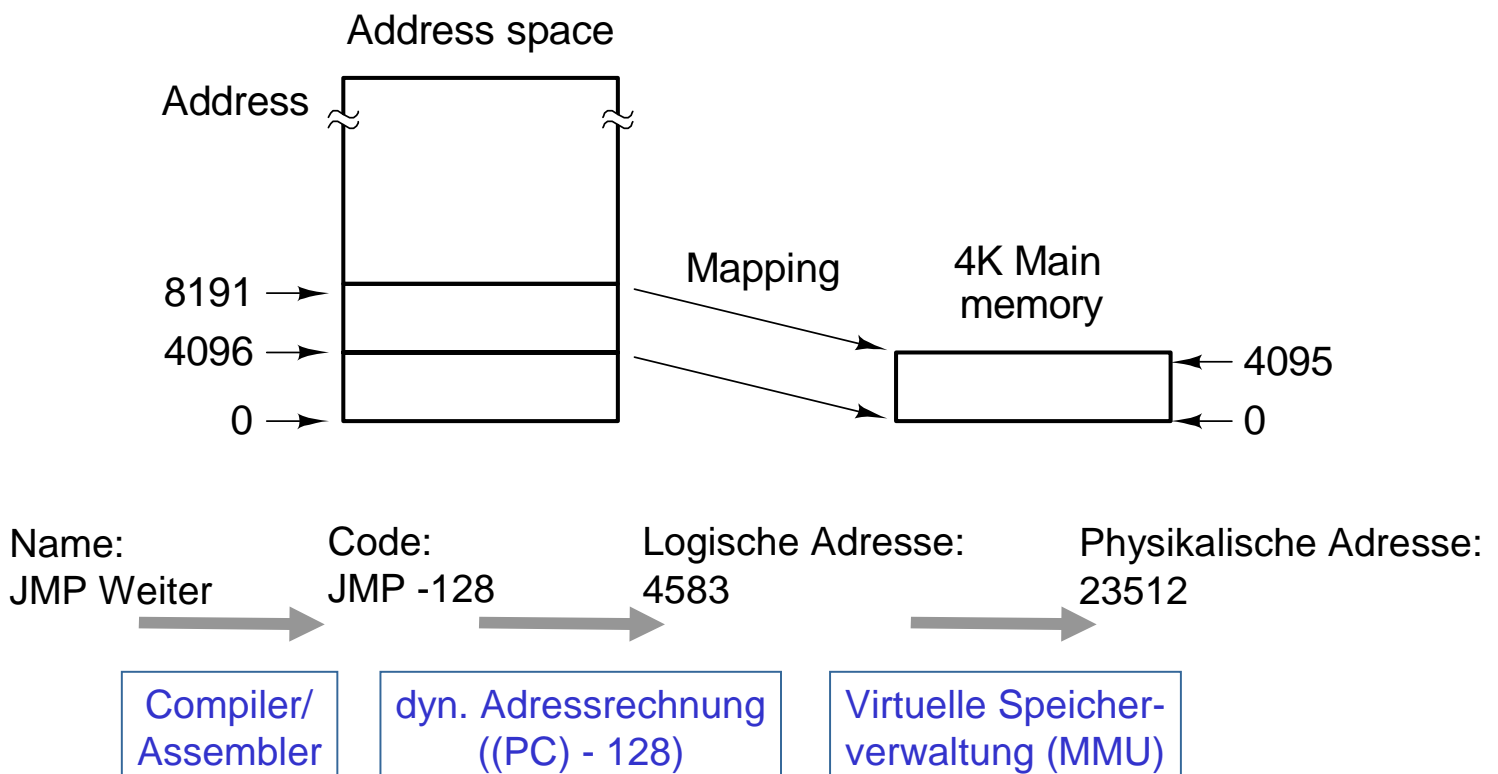 Address space
Address
8191
4096
0
Mapping
4K Main
memory
4095
0
Name:
JMP Weiter
Code:
JMP -128
Logische Adresse:
4583
Physikalische Adresse:
23512
Compiler/
Assembler
dyn. Adressrechnung
((PC) - 128)
Virtuelle Speicher-
verwaltung (MMU)